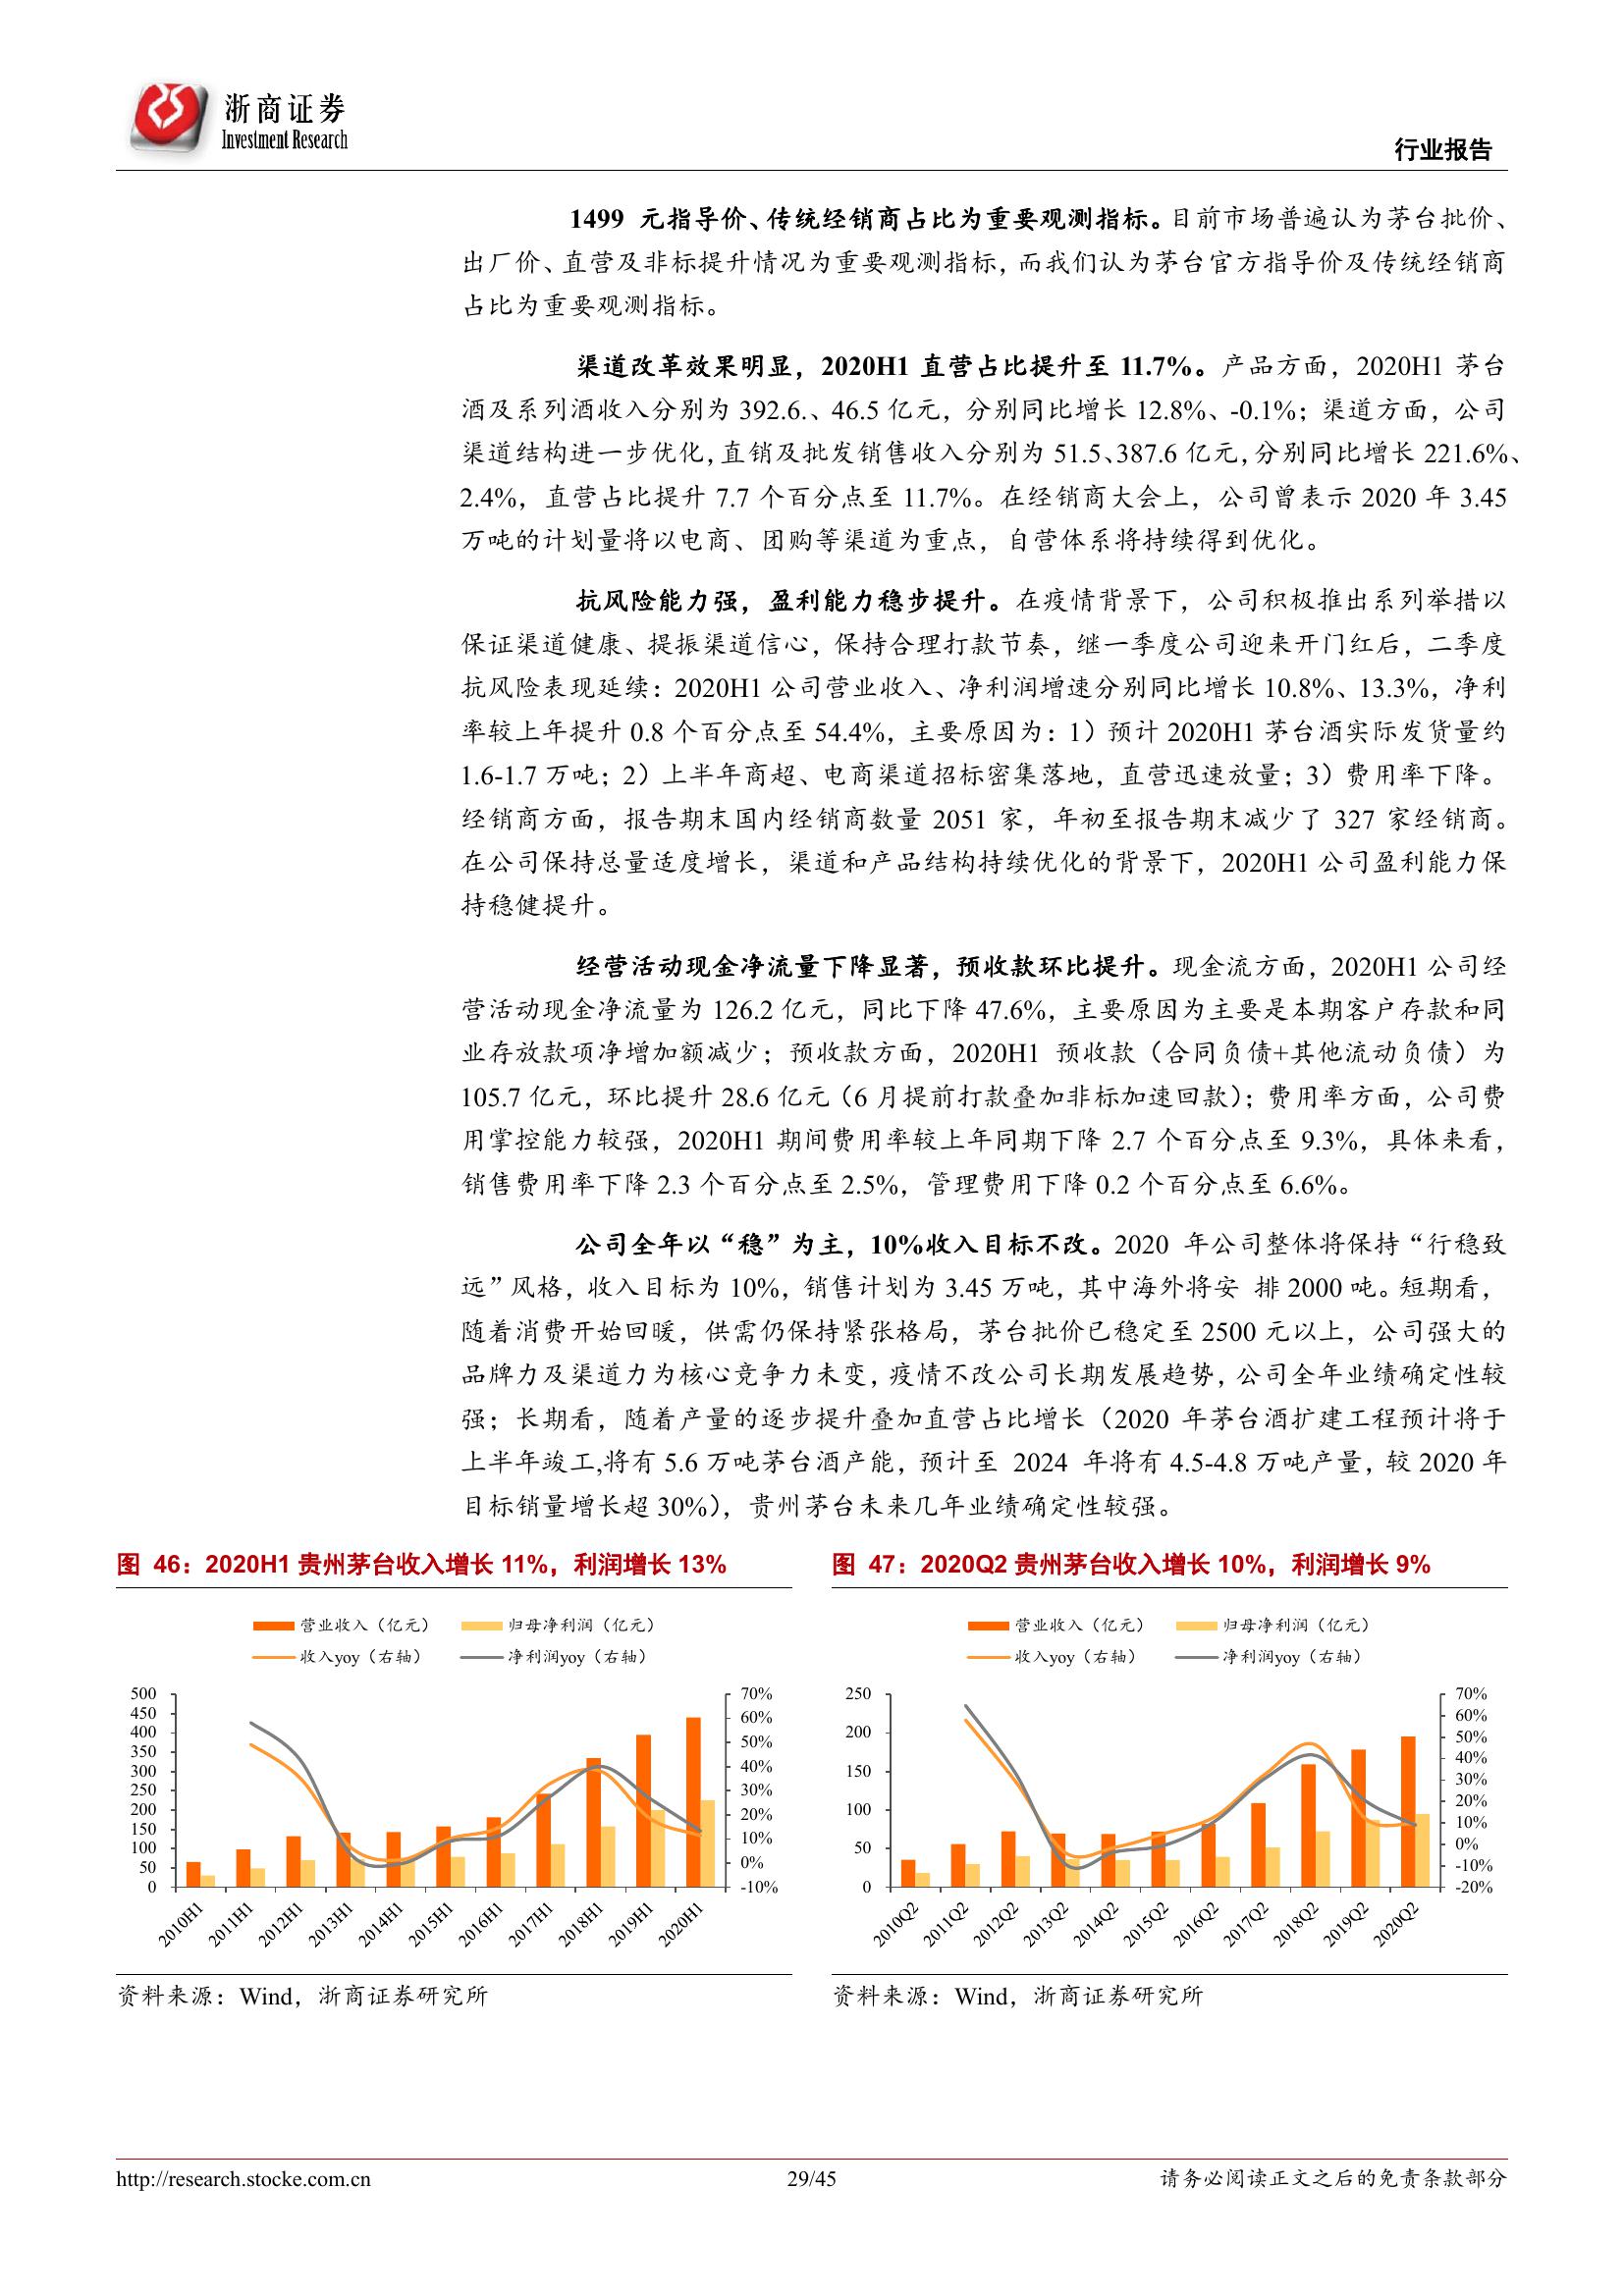 浙商证券
Investment Research
行业报告
1499 元指导价、传统经销商占比为重要观测指标。目前市场普遍认为茅台批价、
出厂价、直营及非标提升情况为重要观测指标，而我们认为茅台官方指导价及传统经销商
占比为重要观测指标。
渠道改革效果明显，2020H1 直营占比提升至 11.7%。产品方面，2020H1 茅台
酒及系列酒收入分别为 392.6.、46.5 亿元，分别同比增长 12.8%、-0.1%；渠道方面，公司
渠道结构进一步优化，直销及批发销售收入分别为 51.5、387.6 亿元，分别同比增长 221.6%、
2.4%，直营占比提升 7.7 个百分点至 11.7%。在经销商大会上，公司曾表示 2020 年 3.45
万吨的计划量将以电商、团购等渠道为重点，自营体系将持续得到优化。
抗风险能力强，盈利能力稳步提升。在疫情背景下，公司积极推出系列举措以
保证渠道健康、提振渠道信心，保持合理打款节奏，继一季度公司迎来开门红后，二季度
抗风险表现延续：2020H1 公司营业收入、净利润增速分别同比增长 10.8%、13.3%，净利
率较上年提升 0.8 个百分点至 54.4%，主要原因为：1）预计 2020H1 茅台酒实际发货量约
1.6-1.7 万吨；2）上半年商超、电商渠道招标密集落地，直营迅速放量；3）费用率下降。
经销商方面，报告期末国内经销商数量 2051 家，年初至报告期末减少了 327 家经销商。
在公司保持总量适度增长，渠道和产品结构持续优化的背景下，2020H1 公司盈利能力保
持稳健提升。
经营活动现金净流量下降显著，预收款环比提升。现金流方面，2020H1 公司经
营活动现金净流量为 126.2 亿元，同比下降 47.6%，主要原因为主要是本期客户存款和同
业存放款项净增加额减少；预收款方面，2020H1 预收款（合同负债+其他流动负债）为
105.7 亿元，环比提升 28.6 亿元（6 月提前打款叠加非标加速回款）；费用率方面，公司费
用掌控能力较强，2020H1 期间费用率较上年同期下降 2.7 个百分点至 9.3%，具体来看，
销售费用率下降 2.3 个百分点至 2.5%，管理费用下降 0.2 个百分点至 6.6%。
公司全年以“稳”为主，10%收入目标不改。2020 年公司整体将保持“行稳致
远”风格，收入目标为 10%，销售计划为 3.45 万吨，其中海外将安 排 2000 吨。短期看，
随着消费开始回暖，供需仍保持紧张格局，茅台批价已稳定至 2500 元以上，公司强大的
品牌力及渠道力为核心竞争力未变，疫情不改公司长期发展趋势，公司全年业绩确定性较
强；长期看，随着产量的逐步提升叠加直营占比增长（2020 年茅台酒扩建工程预计将于
上半年竣工,将有 5.6 万吨茅台酒产能，预计至 2024 年将有 4.5-4.8 万吨产量，较 2020 年
目标销量增长超 30%），贵州茅台未来几年业绩确定性较强。
图 46：2020H1 贵州茅台收入增长 11%，利润增长 13%
营业收入（亿元） 归母净利润（亿元）
收入yoy（右轴） 净利润yoy（右轴）
500 70%
450 60%
400 50%
350 40%
300 30%
250 20%
200 10%
150 0%
100 -10%
50
0
2010H1 2011H1 2012H1 2013H1 2014H1 2015H1 2016H1 2017H1 2018H1 2019H1 2020H1
资料来源：Wind，浙商证券研究所
图 47：2020Q2 贵州茅台收入增长 10%，利润增长 9%
营业收入（亿元） 归母净利润（亿元）
收入yoy（右轴） 净利润yoy（右轴）
250 70%
200 60%
150 50%
100 40%
50 30%
0 20%
10%
0%
-10%
-20%
2010Q2 2011Q2 2012Q2 2013Q2 2014Q2 2015Q2 2016Q2 2017Q2 2018Q2 2019Q2 2020Q2
资料来源：Wind，浙商证券研究所
http://research.stocke.com.cn 29/45 请务必阅读正文之后的免责条款部分